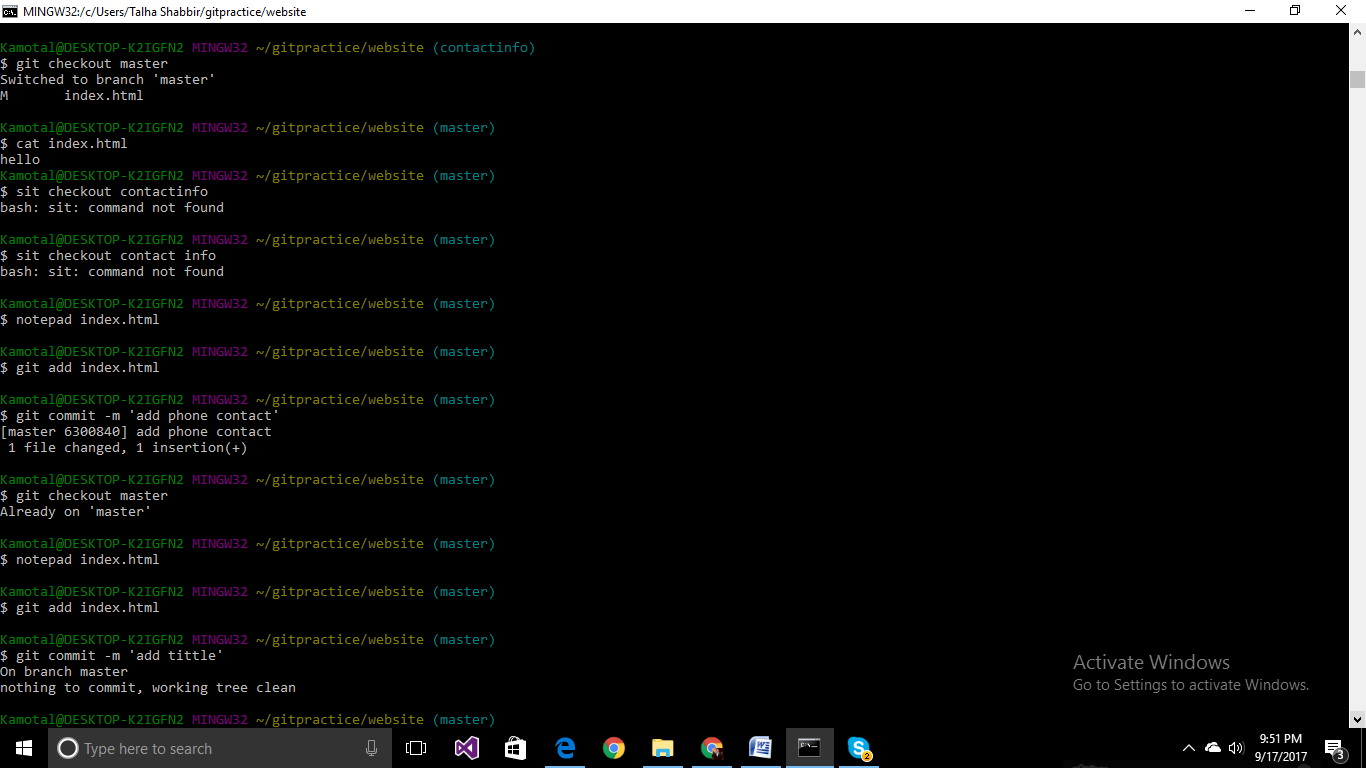 MINGW32:/c/Users/Talha Shabbir/gitpractice/website
Kamotal@DESKTOP-K2IGFN2 MINGW32 ~/gitpractice/website (contactinfo)
$ git checkout master
Switched to branch 'master'
M       index.html
Kamotal@DESKTOP-K2IGFN2 MINGW32 ~/gitpractice/website (master)
$ cat index.html
hello
Kamotal@DESKTOP-K2IGFN2 MINGW32 ~/gitpractice/website (master)
$ sit checkout contactinfo
bash: sit: command not found
Kamotal@DESKTOP-K2IGFN2 MINGW32 ~/gitpractice/website (master)
$ sit checkout contact info
bash: sit: command not found
Kamotal@DESKTOP-K2IGFN2 MINGW32 ~/gitpractice/website (master)
$ notepad index.html
Kamotal@DESKTOP-K2IGFN2 MINGW32 ~/gitpractice/website (master)
$ git add index.html
Kamotal@DESKTOP-K2IGFN2 MINGW32 ~/gitpractice/website (master)
$ git commit -m 'add phone contact'
[master 6300840] add phone contact
 1 file changed, 1 insertion(+)
Kamotal@DESKTOP-K2IGFN2 MINGW32 ~/gitpractice/website (master)
$ git checkout master
Already on 'master'
Kamotal@DESKTOP-K2IGFN2 MINGW32 ~/gitpractice/website (master)
$ notepad index.html
Kamotal@DESKTOP-K2IGFN2 MINGW32 ~/gitpractice/website (master)
$ git add index.html
Kamotal@DESKTOP-K2IGFN2 MINGW32 ~/gitpractice/website (master)
$ git commit -m 'add tittle'
On branch master
nothing to commit, working tree clean
Kamotal@DESKTOP-K2IGFN2 MINGW32 ~/gitpractice/website (master)
Activate Windows
Go to Settings to activate Windows.
Type here to search
2
9:51 PM
9/17/2017
3